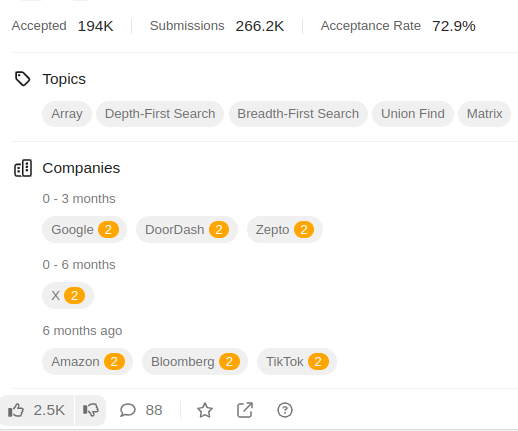 Accepted 194K Submissions 266.2K Acceptance Rate 72.9%
Topics
Array Depth-First Search Breadth-First Search Union Find Matrix
Companies
0 - 3 months
Google 2 DoorDash 2 Zepto 2
0 - 6 months
X 2
6 months ago
Amazon 2 Bloomberg 2 TikTok 2
2.5K 88